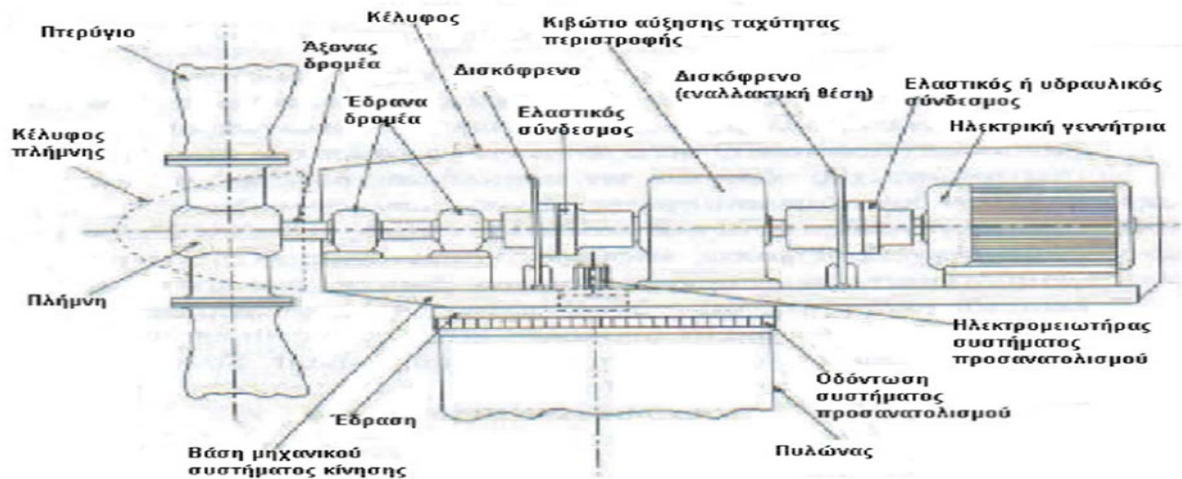 Πτερύγιο
Άξονας
δρομέα
Κέλυφος
Κιβώτιο αύξησης ταχύτητας
περιστροφής
Δισκόφρενο
Δισκόφρενο
(εναλλακτική θέση)
Ελαστικός ή υδραυλικός
σύνδεσμος
Έδρανα
δρομέα
Ελαστικός
σύνδεσμος
Ηλεκτρική γεννήτρια
Κέλυφος
πλήμνης
Πλήμνη
Ηλεκτρομειωτήρας
συστήματος
προσανατολισμού
Οδόντωση
συστήματος
προσανατολισμού
Έδραση
Βάση μηχανικού
συστήματος κίνησης
Πυλώνας